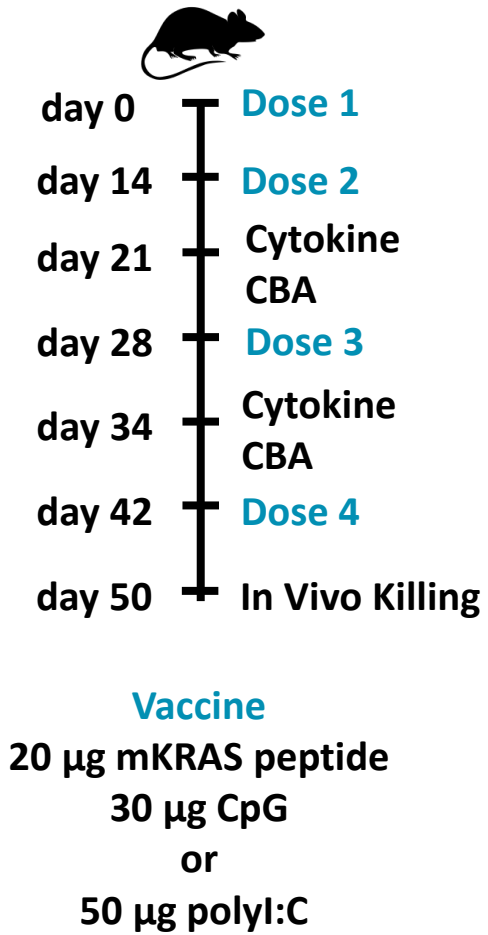 day 0 Dose 1
day 14 Dose 2
day 21 Cytokine
CBA
day 28 Dose 3
day 34 Cytokine
CBA
day 42 Dose 4
day 50 In Vivo Killing
Vaccine
20 µg mKRAS peptide
30 µg CpG
or
50 µg polyI:C